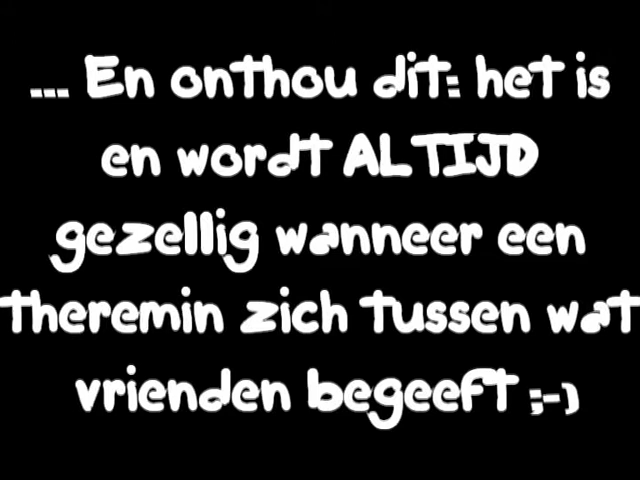 ... En onthou dit: het is
en wordt ALTIJD
gezellig wanneer een
theremin zich tussen wat
vrienden begeeft ;-)